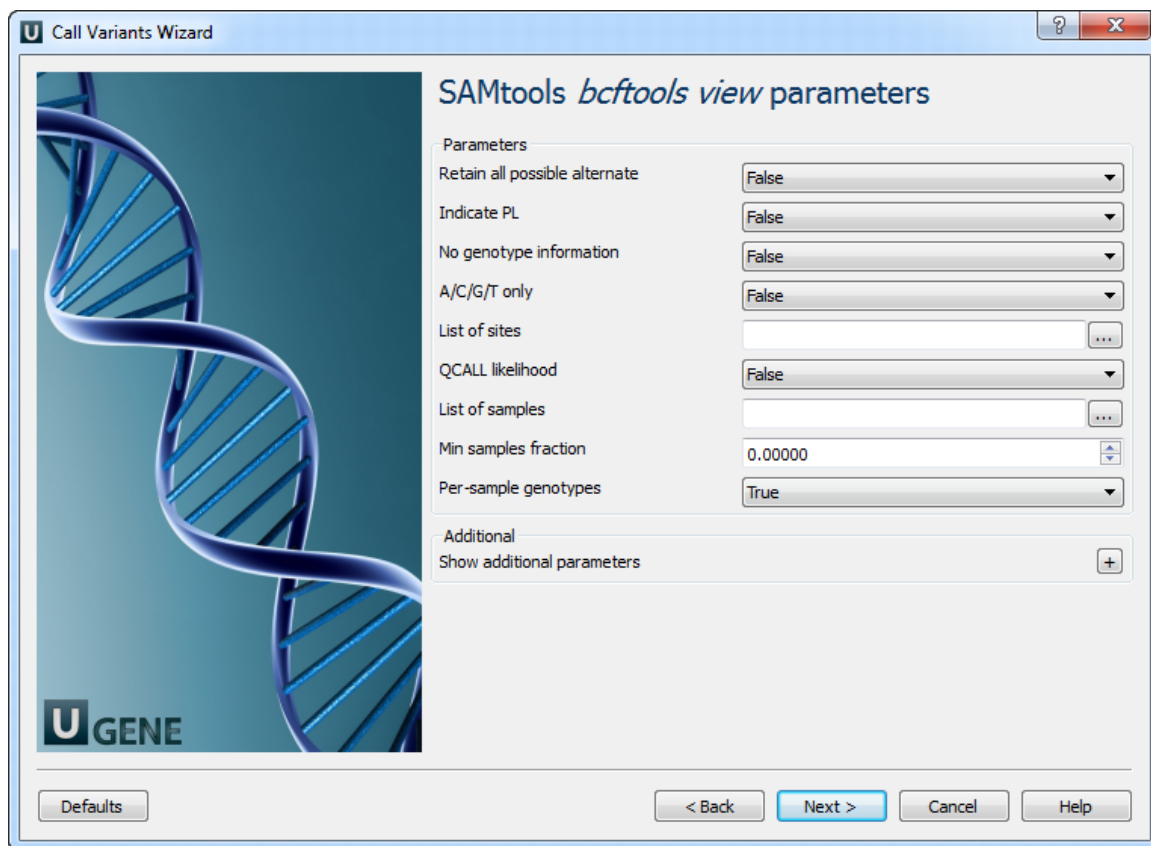 U Call Variants Wizard
SAMtools bcftools view parameters
Parameters
Retain all possible alternate False
Indicate PL False
No genotype information False
A/C/G/T only False
List of sites ...
QCALL likelihood False
List of samples ...
Min samples fraction 0.00000
Per-sample genotypes True
Additional
Show additional parameters +
U GENE
Defaults < Back Next > Cancel Help